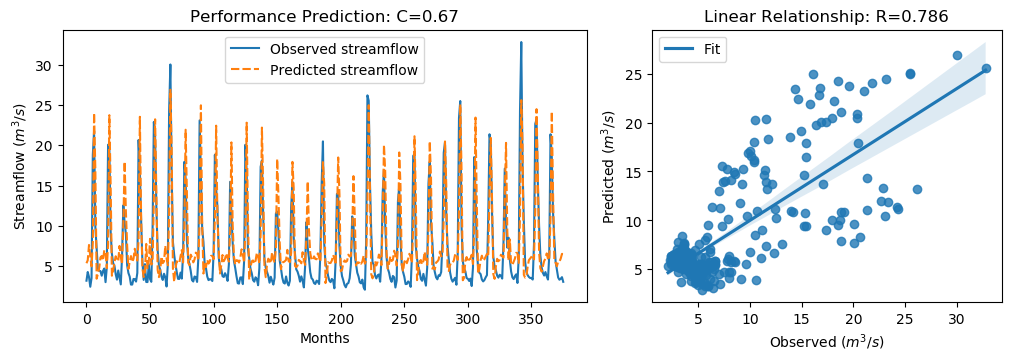 Performance Prediction: C=0.67
Observed streamflow
Predicted streamflow
Streamflow (m³/s)
30
25
20
15
10
5
0 50 100 150 200 250 300 350
Months
Linear Relationship: R=0.786
Fit
Predicted (m³/s)
25
20
15
10
5
5 10 15 20 25 30
Observed (m³/s)